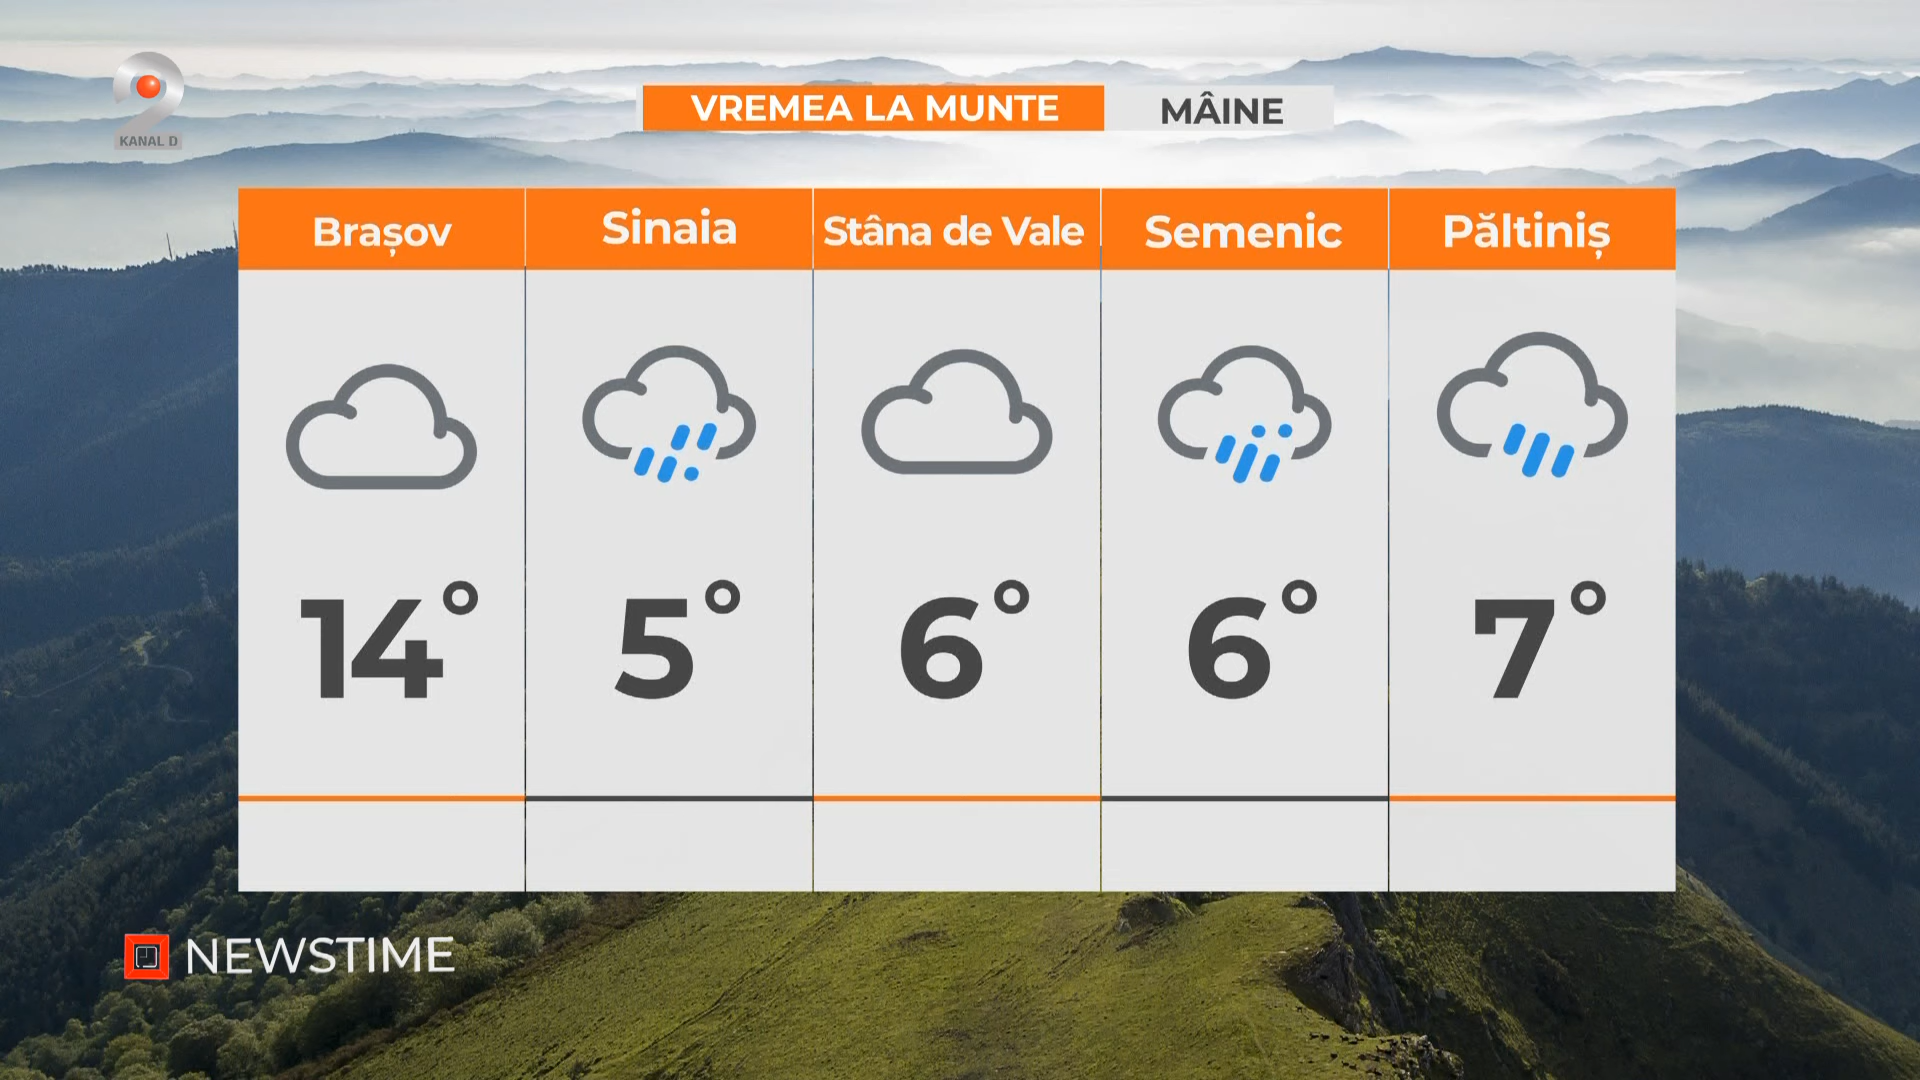 KANAL D
VREMEA LA MUNTE MÂINE
Brașov Sinaia Stâna de Vale Semenic Păltiniș
14° 5° 6° 6° 7°
NEWSTIME